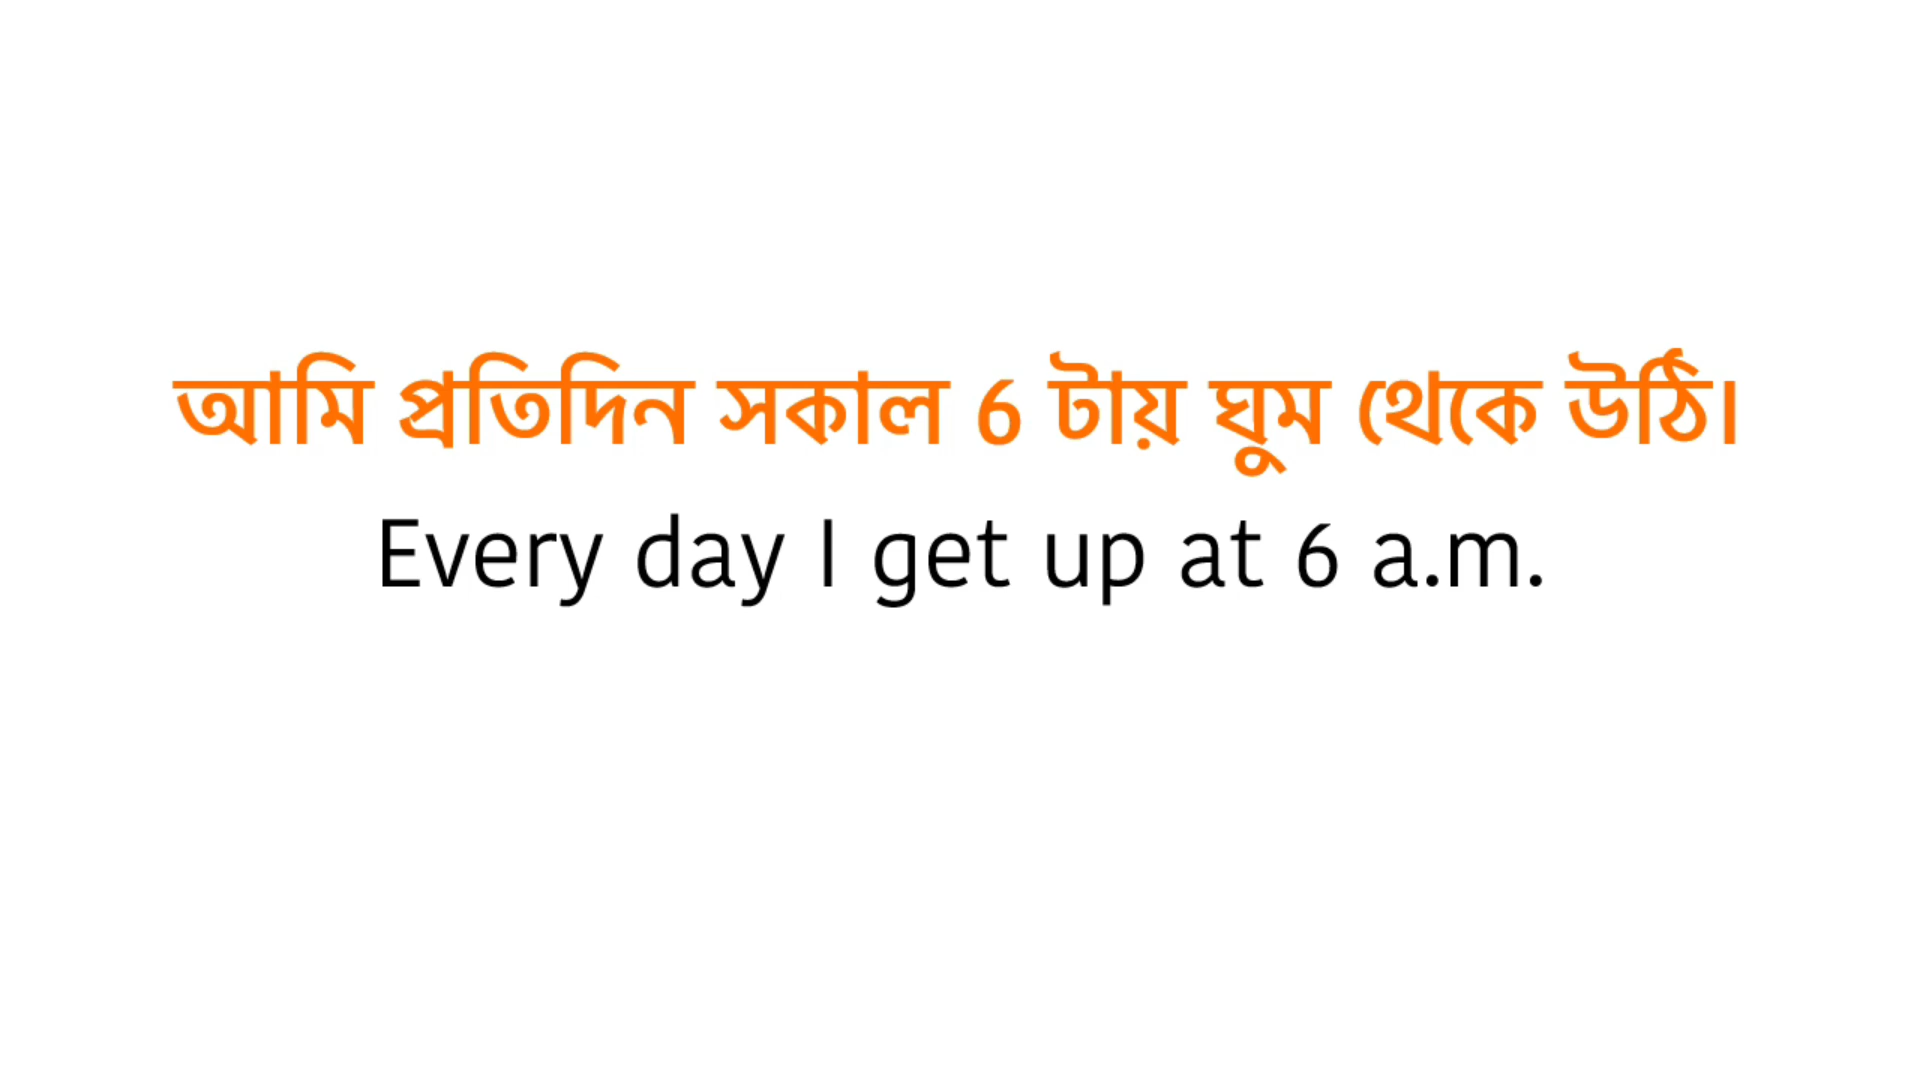 আমি প্রতিদিন সকাল 6 টায় ঘুম থেকে উঠি।
Every day I get up at 6 a.m.